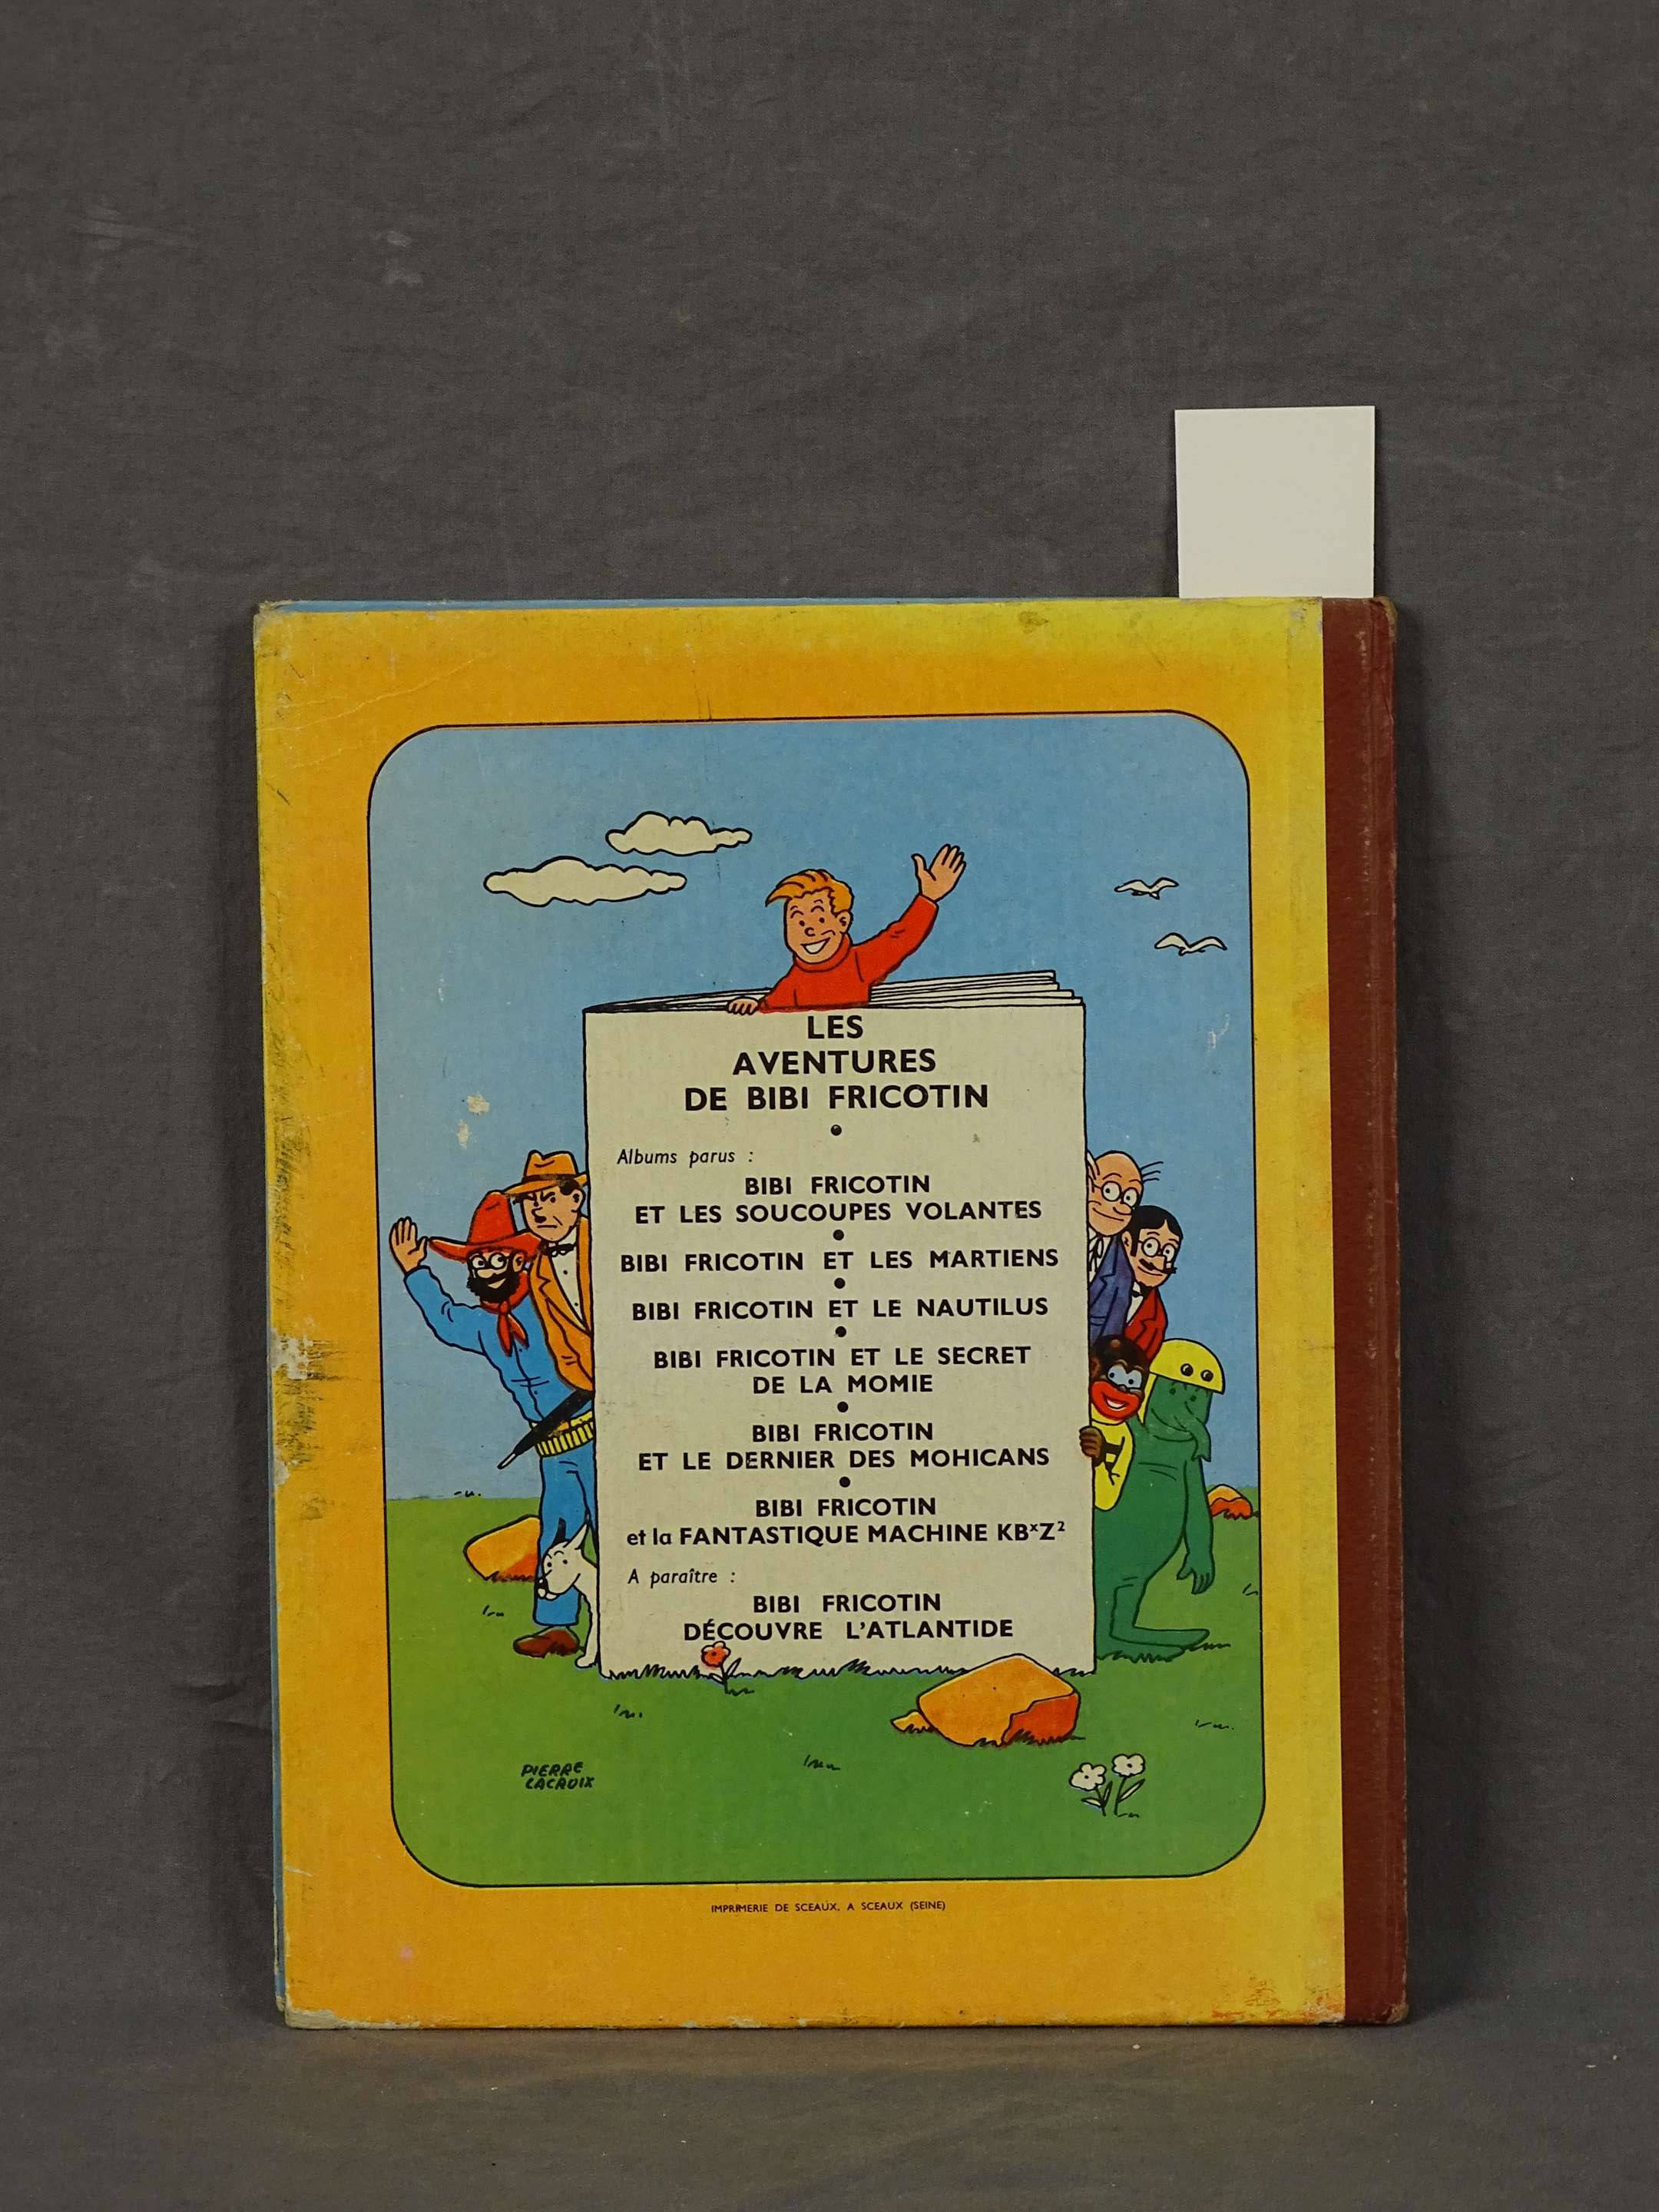 LES
AVENTURES
DE BIBI FRICOTIN
Albums parus :
BIBI FRICOTIN
ET LES SOUCOUPES VOLANTES
BIBI FRICOTIN ET LES MARTIENS
BIBI FRICOTIN ET LE NAUTILUS
BIBI FRICOTIN ET LE SECRET
DE LA MOMIE
BIBI FRICOTIN
ET LE DERNIER DES MOHICANS
BIBI FRICOTIN
et la FANTASTIQUE MACHINE KBˣZ²
A paraître :
BIBI FRICOTIN
DÉCOUVRE L'ATLANTIDE
PIERRE
LACROIX
IMPRIMERIE DE SCEAUX, A SCEAUX (SEINE)